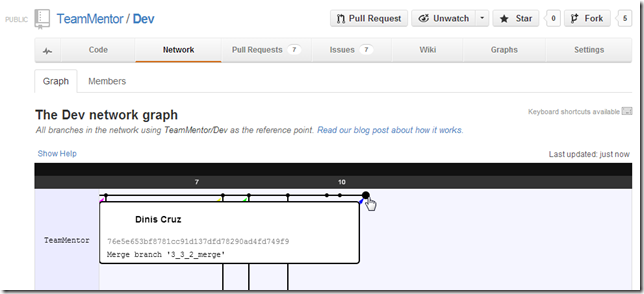 PUBLIC TeamMentor / Dev Pull Request Unwatch Star 0 Fork 5
Code Network Pull Requests 7 Issues 7 Wiki Graphs Settings
Graph Members
The Dev network graph
Keyboard shortcuts available
All branches in the network using TeamMentor/Dev as the reference point. Read our blog post about how it works.
Show Help Last updated: just now
7 10
Dinis Cruz
TeamMentor
76e5e653bf8781cc91d137dfd78290ad4fd749f9
Merge branch '3_3_2_merge'